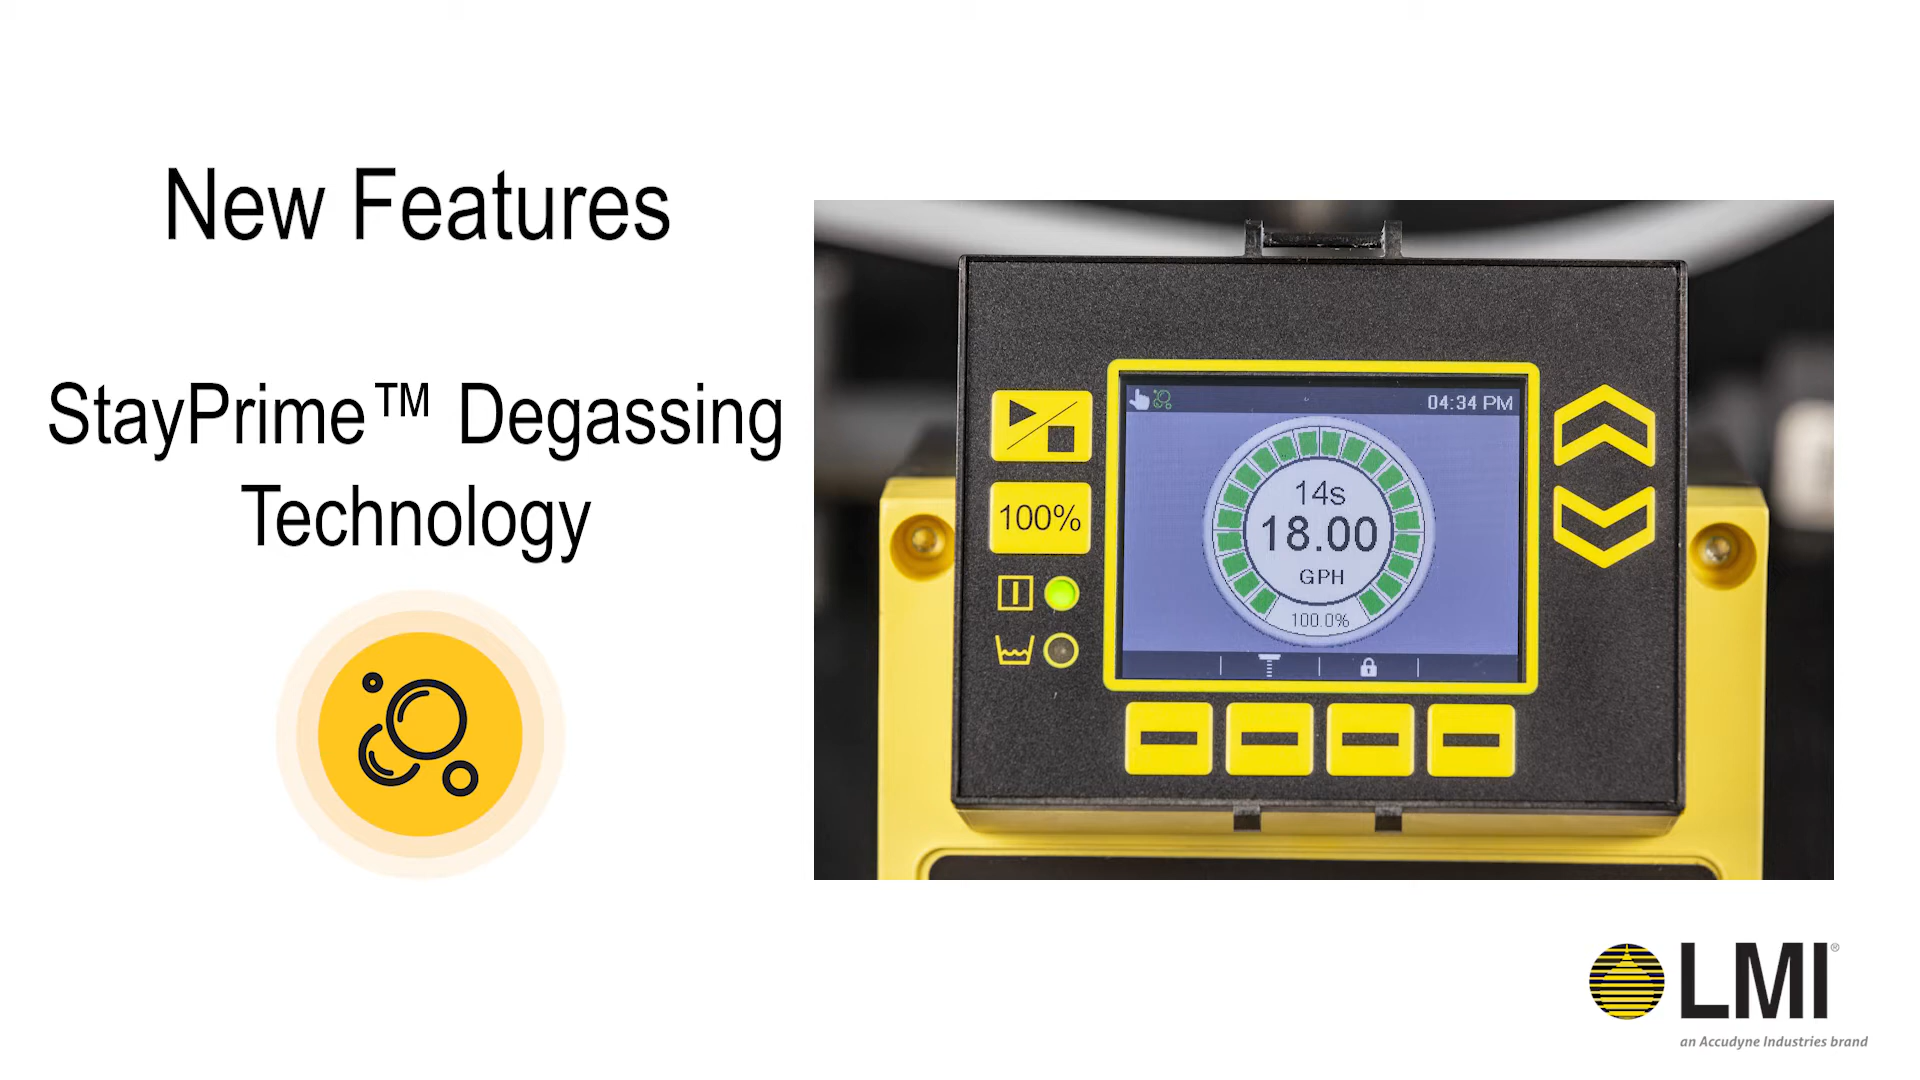 New Features
StayPrime™ Degassing
Technology
04:34 PM
100%
14s
18.00
GPH
100.0%
LMI®
an Accudyne Industries brand